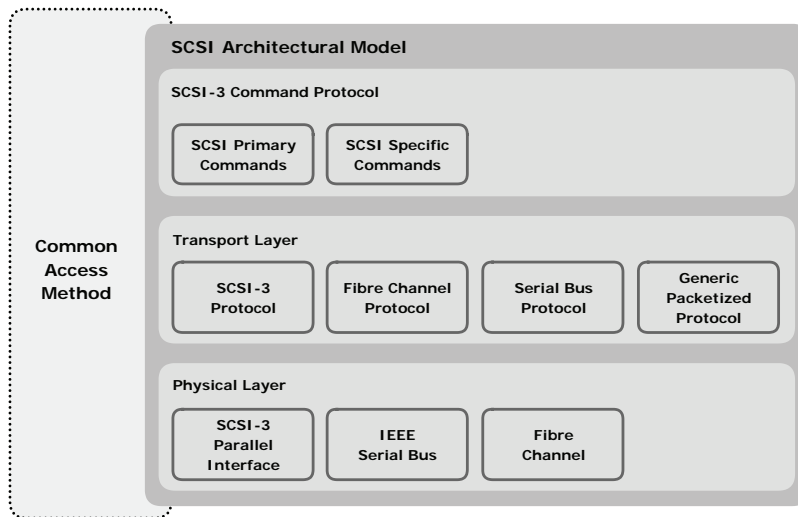 SCSI Architectural Model
SCSI-3 Command Protocol
SCSI Primary
Commands
SCSI Specific
Commands
Common
Access
Method
Transport Layer
SCSI-3
Protocol
Fibre Channel
Protocol
Serial Bus
Protocol
Generic
Packetized
Protocol
Physical Layer
SCSI-3
Parallel
Interface
IEEE
Serial Bus
Fibre
Channel